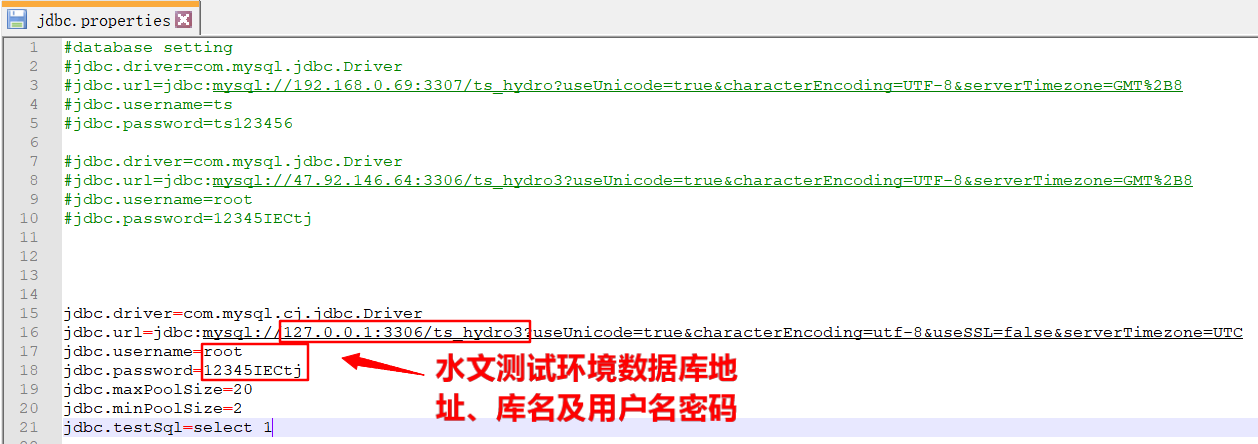 jdbc.properties
1 #database setting
2 #jdbc.driver=com.mysql.jdbc.Driver
3 #jdbc.url=jdbc:mysql://192.168.0.69:3307/ts_hydro?useUnicode=true&characterEncoding=UTF-8&serverTimezone=GMT%2B8
4 #jdbc.username=ts
5 #jdbc.password=ts123456
6
7 #jdbc.driver=com.mysql.jdbc.Driver
8 #jdbc.url=jdbc:mysql://47.92.146.64:3306/ts_hydro3?useUnicode=true&characterEncoding=UTF-8&serverTimezone=GMT%2B8
9 #jdbc.username=root
10 #jdbc.password=12345IECtj
11
12
13
14
15 jdbc.driver=com.mysql.cj.jdbc.Driver
16 jdbc.url=jdbc:mysql://127.0.0.1:3306/ts_hydro3?useUnicode=true&characterEncoding=utf-8&useSSL=false&serverTimezone=UTC
17 jdbc.username=root
18 jdbc.password=12345IECtj
水文测试环境数据库地
址、库名及用户名密码
19 jdbc.maxPoolSize=20
20 jdbc.minPoolSize=2
21 jdbc.testSql=select 1